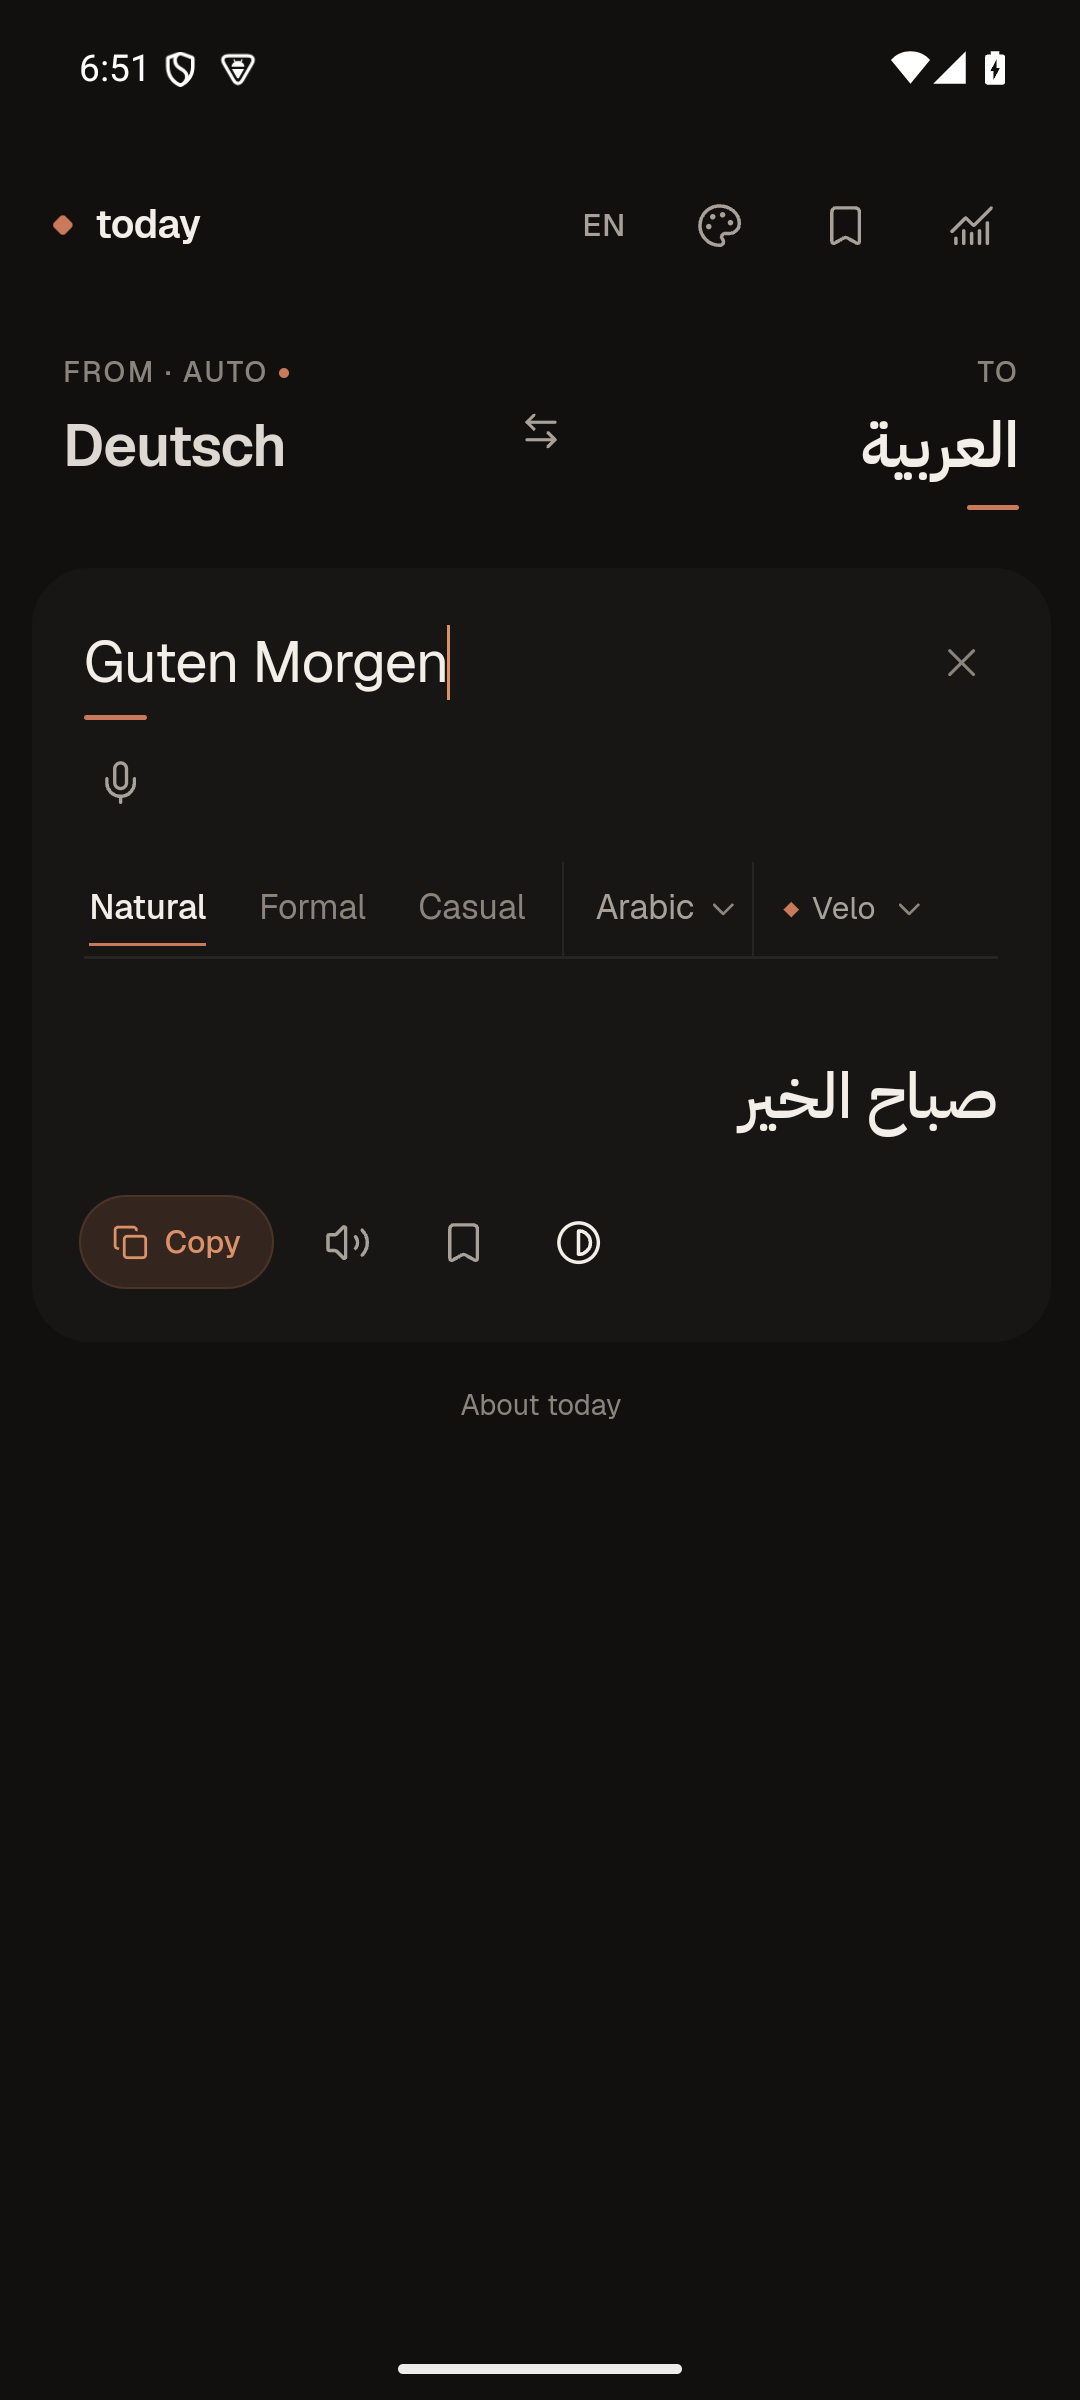 6:51
today
EN
FROM · AUTO
TO
Deutsch
العربية
Guten Morgen
Natural
Formal
Casual
Arabic
Velo
صباح الخير
Copy
About today